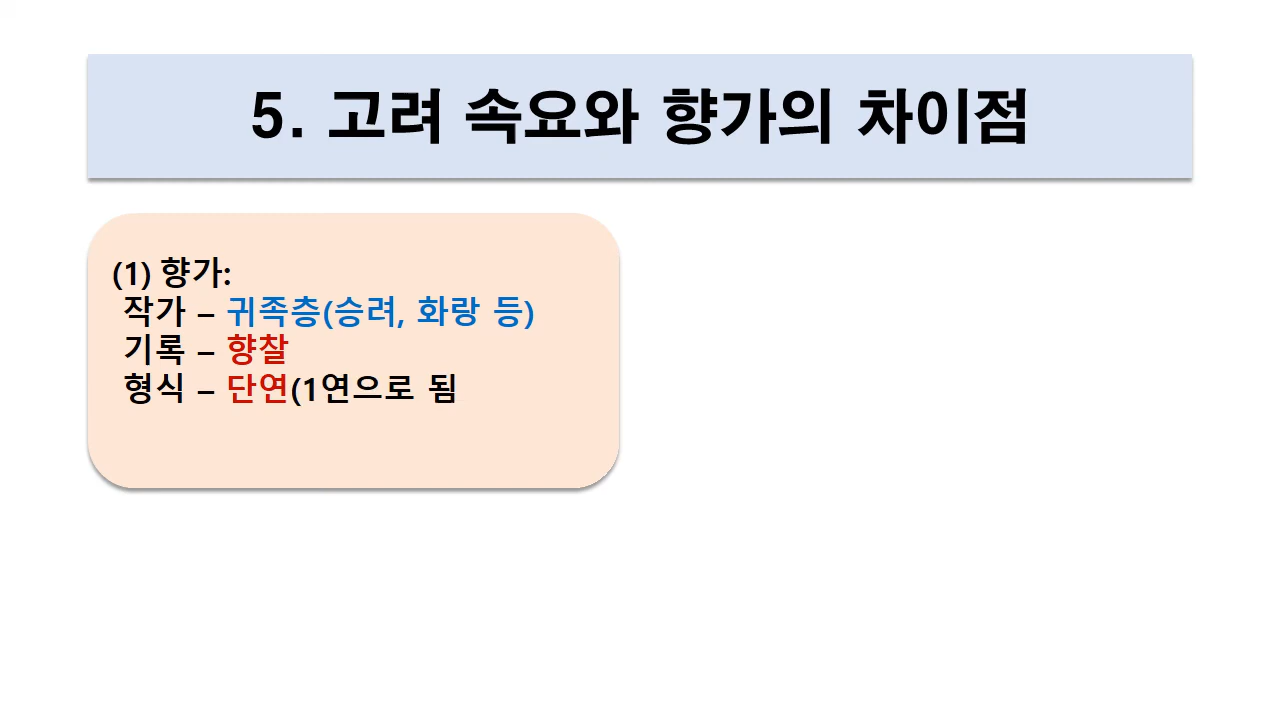 5. 고려 속요와 향가의 차이점
(1) 향가:
작가 – 귀족층(승려, 화랑 등)
기록 – 향찰
형식 – 단연(1연으로 됨